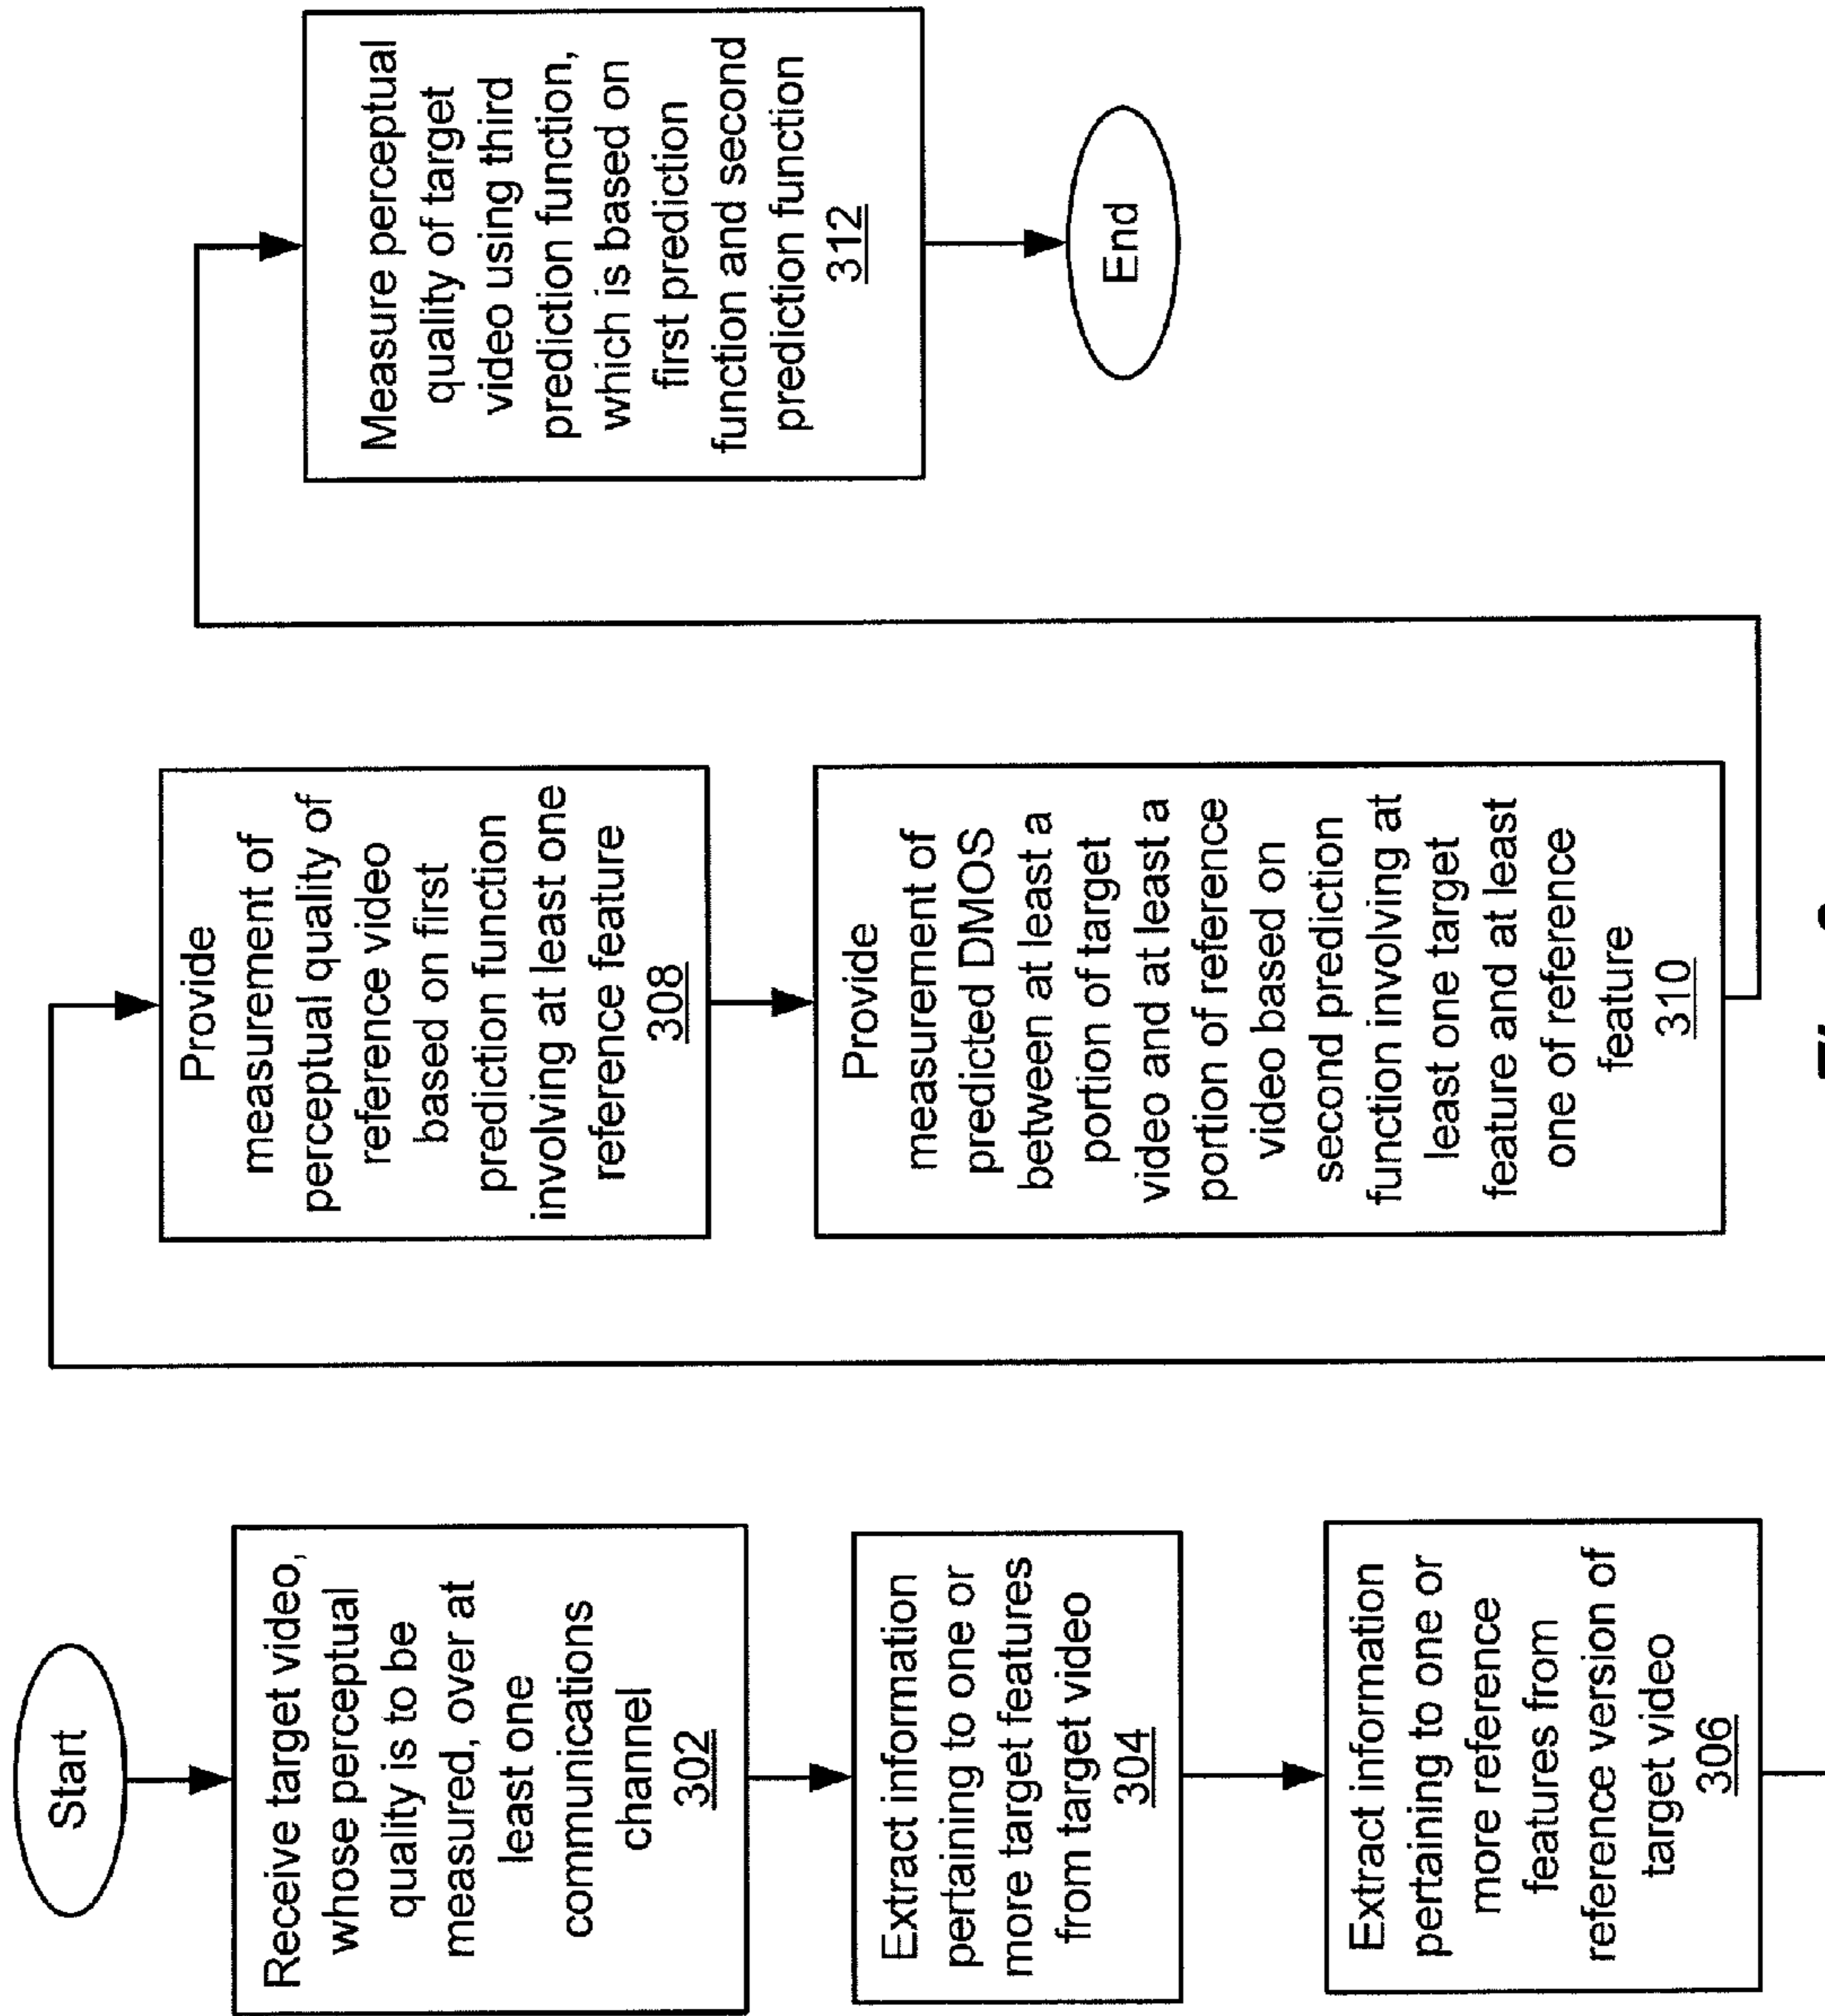 Start
Receive target video,
whose perceptual
quality is to be
measured, over at
least one
communications
channel
302
Extract information
pertaining to one or
more target features
from target video
304
Extract information
pertaining to one or
more reference
features from
reference version of
target video
306
Provide
measurement of
perceptual quality of
reference video
based on first
prediction function
involving at least one
reference feature
308
Provide
measurement of
predicted DMOS
between at least a
portion of target
video and at least a
portion of reference
video based on
second prediction
function involving at
least one target
feature and at least
one of reference
feature
310
Measure perceptual
quality of target
video using third
prediction function,
which is based on
first prediction
function and second
prediction function
312
End